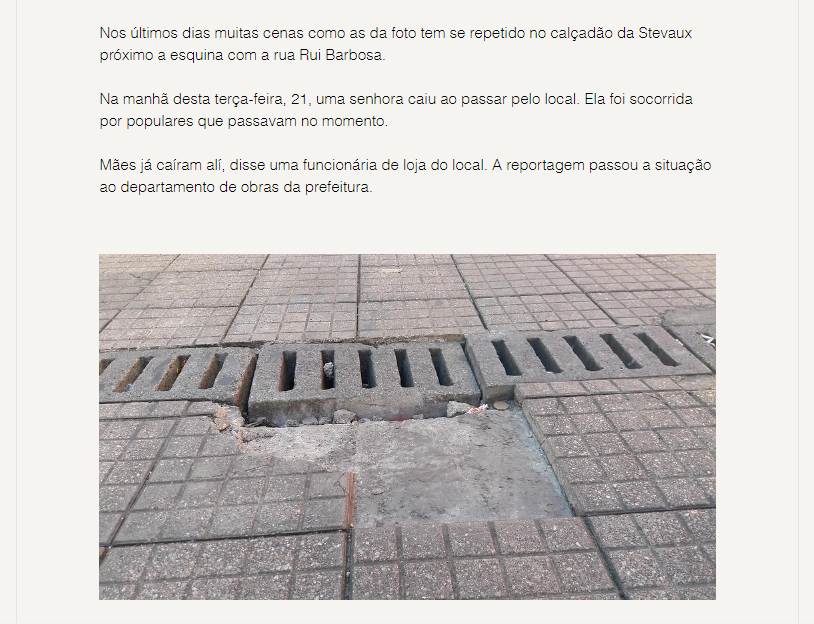 Nos últimos dias muitas cenas como as da foto tem se repetido no calçadão da Stevaux
próximo a esquina com a rua Rui Barbosa.
Na manhã desta terça-feira, 21, uma senhora caiu ao passar pelo local. Ela foi socorrida
por populares que passavam no momento.
Mães já caíram alí, disse uma funcionária de loja do local. A reportagem passou a situação
ao departamento de obras da prefeitura.